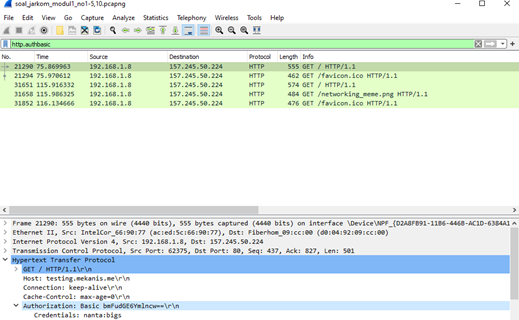 soal_jarkom_modul1_no1-5,10.pcapng
File Edit View Go Capture Analyze Statistics Telephony Wireless Tools Help
http.authbasic
No. Time Source Destination Protocol Length Info
21290 75.869963 192.168.1.8 157.245.50.224 HTTP 555 GET / HTTP/1.1
21294 75.970612 192.168.1.8 157.245.50.224 HTTP 462 GET /favicon.ico HTTP/1.1
31651 115.916332 192.168.1.8 157.245.50.224 HTTP 574 GET / HTTP/1.1
31658 115.986325 192.168.1.8 157.245.50.224 HTTP 484 GET /networking_meme.png HTTP/1.1
31852 116.134666 192.168.1.8 157.245.50.224 HTTP 476 GET /favicon.ico HTTP/1.1
Frame 21290: 555 bytes on wire (4440 bits), 555 bytes captured (4440 bits) on interface \Device\NPF_{D2A8FB91-11B6-446B-AC1D-6384A1
Ethernet II, Src: IntelCor_66:90:77 (ac:ed:5c:66:90:77), Dst: Fiberhom_09:cc:00 (d0:04:92:09:cc:00)
Internet Protocol Version 4, Src: 192.168.1.8, Dst: 157.245.50.224
Transmission Control Protocol, Src Port: 62375, Dst Port: 80, Seq: 437, Ack: 827, Len: 501
Hypertext Transfer Protocol
GET / HTTP/1.1\r\n
Host: testing.mekanis.me\r\n
Connection: keep-alive\r\n
Cache-Control: max-age=0\r\n
Authorization: Basic bmFudGE6Ymlncw==\r\n
Credentials: nanta:bigs